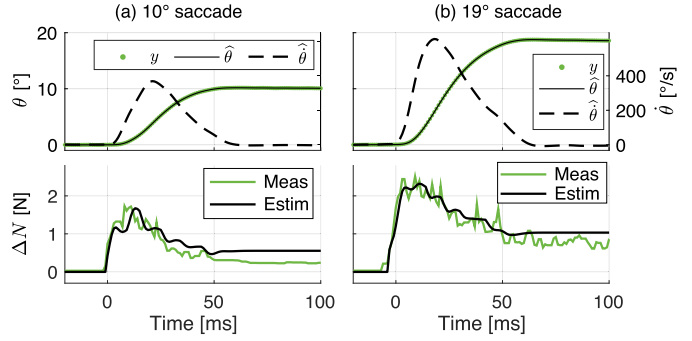 (a) 10° saccade
(b) 19° saccade
20
10
0
θ [°]
y
θ̂
θ̇̂
y
θ̂
θ̇̂
400
200
0
θ̇ [°/s]
2
1
0
ΔN [N]
Meas
Estim
Meas
Estim
0
50
100
0
50
100
Time [ms]
Time [ms]